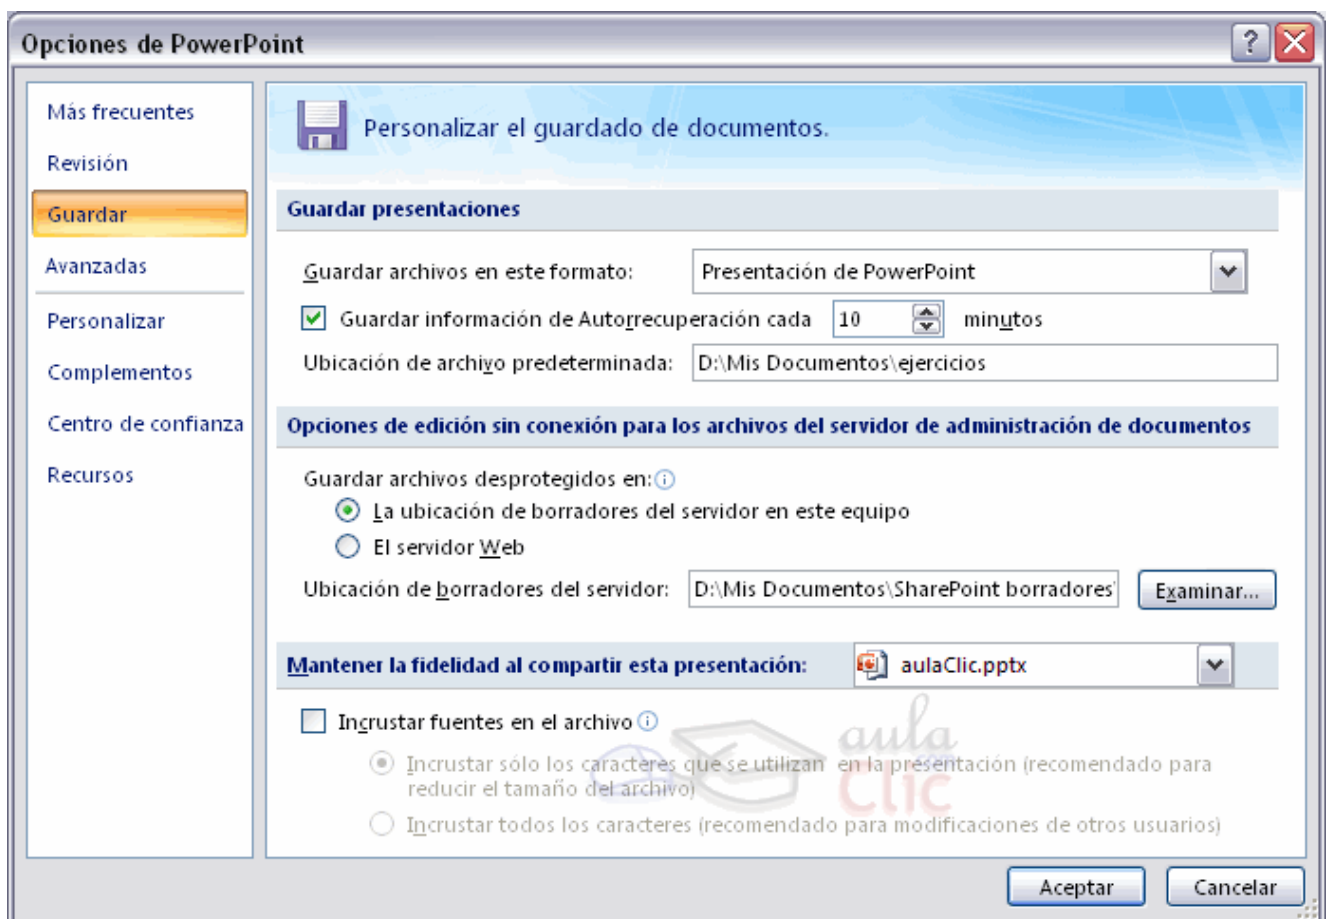 Opciones de PowerPoint
Más frecuentes
Revisión
Guardar
Avanzadas
Personalizar
Complementos
Centro de confianza
Recursos
Personalizar el guardado de documentos.
Guardar presentaciones
Guardar archivos en este formato: Presentación de PowerPoint
Guardar información de Autorrecuperación cada 10 minutos
Ubicación de archivo predeterminada: D:\Mis Documentos\ejercicios
Opciones de edición sin conexión para los archivos del servidor de administración de documentos
Guardar archivos desprotegidos en:
La ubicación de borradores del servidor en este equipo
El servidor Web
Ubicación de borradores del servidor: D:\Mis Documentos\SharePoint borradores\ Examinar...
Mantener la fidelidad al compartir esta presentación: aulaClic.pptx
Incrustar fuentes en el archivo
Incrustar sólo los caracteres que se utilizan en la presentación (recomendado para
reducir el tamaño del archivo)
Incrustar todos los caracteres (recomendado para modificaciones de otros usuarios)
aula
.com
Clic
Aceptar Cancelar